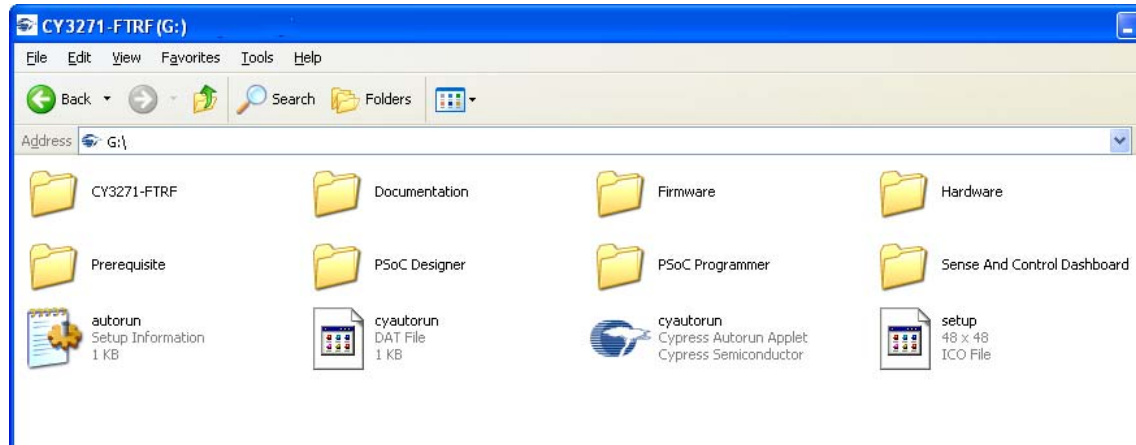 CY3271-FTRF (G:)
File Edit View Favorites Tools Help
Back Search Folders
Address G:\
CY3271-FTRF Documentation Firmware Hardware
Prerequisite PSoC Designer PSoC Programmer Sense And Control Dashboard
autorun cyautorun cyautorun setup
Setup Information DAT File Cypress Autorun Applet 48 x 48
1 KB 1 KB Cypress Semiconductor ICO File